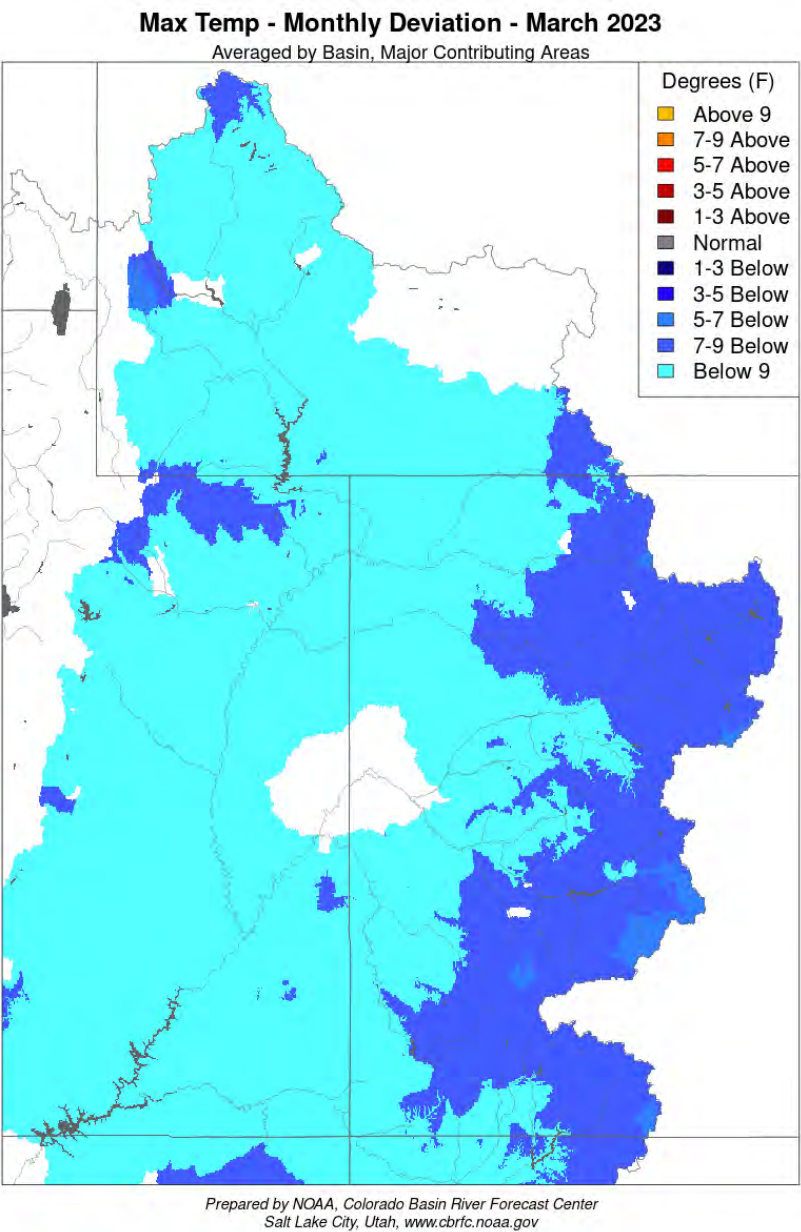 Max Temp - Monthly Deviation - March 2023
Averaged by Basin, Major Contributing Areas
Degrees (F)
Above 9
7-9 Above
5-7 Above
3-5 Above
1-3 Above
Normal
1-3 Below
3-5 Below
5-7 Below
7-9 Below
Below 9
Prepared by NOAA, Colorado Basin River Forecast Center
Salt Lake City, Utah, www.cbrfc.noaa.gov